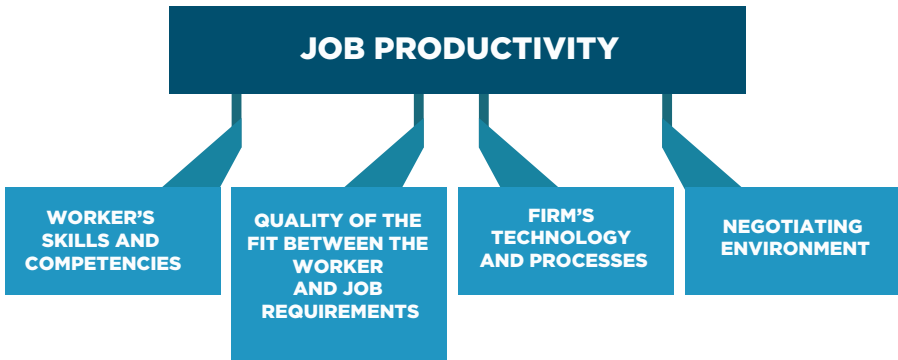 JOB PRODUCTIVITY
WORKER'S
SKILLS AND
COMPETENCIES
QUALITY OF THE
FIT BETWEEN THE
WORKER
AND JOB
REQUIREMENTS
FIRM'S
TECHNOLOGY
AND PROCESSES
NEGOTIATING
ENVIRONMENT